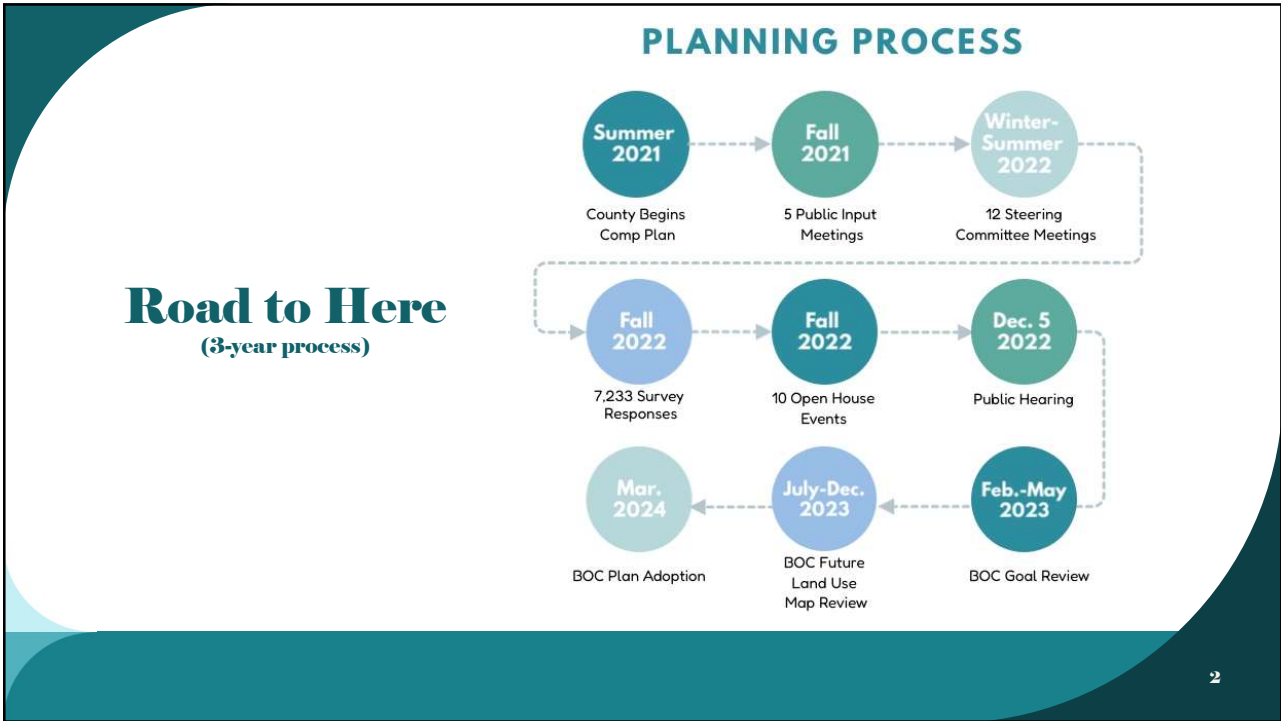 PLANNING PROCESS
Road to Here
(3-year process)
Summer
2021
County Begins
Comp Plan
Fall
2021
5 Public Input
Meetings
Winter-
Summer
2022
12 Steering
Committee Meetings
Fall
2022
7,233 Survey
Responses
Fall
2022
10 Open House
Events
Dec. 5
2022
Public Hearing
Feb.-May
2023
BOC Goal Review
July-Dec.
2023
BOC Future
Land Use
Map Review
Mar.
2024
BOC Plan Adoption
2